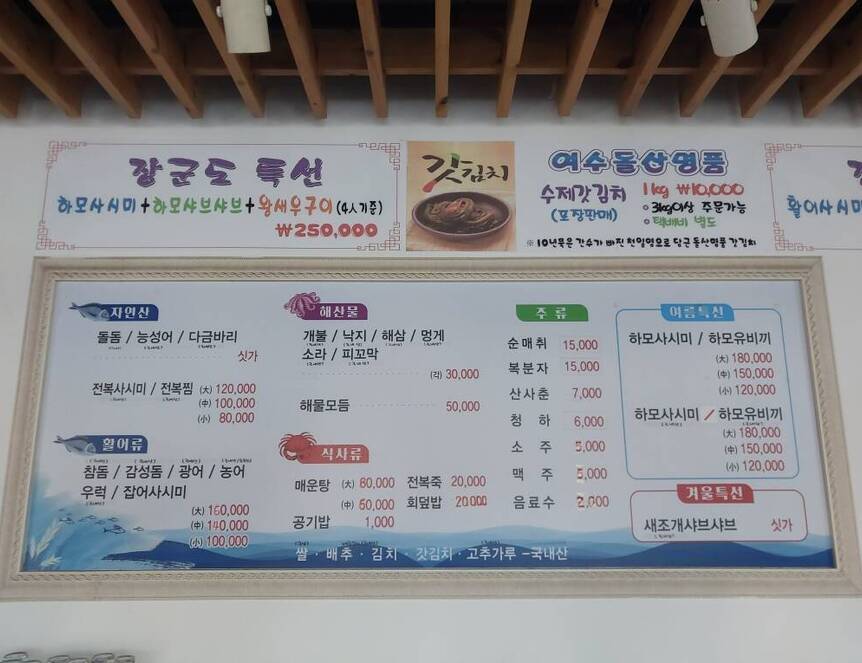 장군도 특선
하모사시미+하모샤브샤브+왕새우구이(4人기준)
₩250,000
갓김치
여수돌산명품
수제갓김치 1kg ₩10,000
(포장판매) 3kg이상 주문가능
택배비 별도
※ 10년묵은 간수가 빠진 천일염으로 담근 돌산명품 갓김치
활어사시미
자연산
돌돔 / 능성어 / 다금바리
싯가
전복사시미 / 전복찜 (大) 120,000
(中) 100,000
(小) 80,000
활어류
참돔 / 감성돔 / 광어 / 농어
우럭 / 잡어사시미
(大) 160,000
(中) 140,000
(小) 100,000
해산물
개불 / 낙지 / 해삼 / 멍게
소라 / 피꼬막
(각) 30,000
해물모듬 50,000
식사류
매운탕 (大) 60,000 전복죽 20,000
(中) 50,000 회덮밥 20,000
공기밥 1,000
주류
순매취 15,000
복분자 15,000
산사춘 7,000
청하 6,000
소주 5,000
맥주 5,000
음료수 2,000
여름특선
하모사시미 / 하모유비끼
(大) 180,000
(中) 150,000
(小) 120,000
하모사시미 / 하모유비끼
(大) 180,000
(中) 150,000
(小) 120,000
겨울특선
새조개샤브샤브 싯가
쌀 · 배추 · 김치 · 갓김치 · 고추가루 -국내산